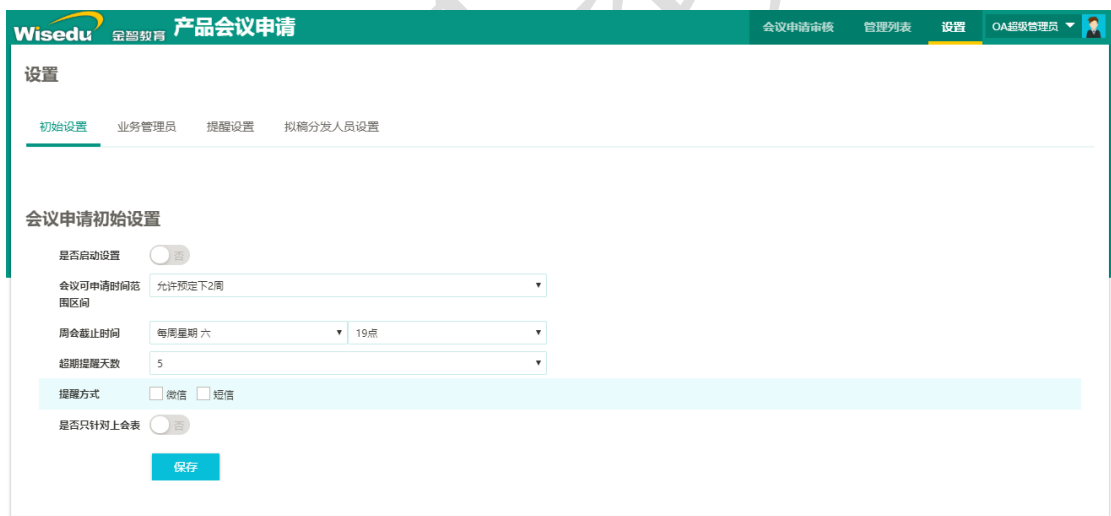 Wisedu 金智教育 产品会议申请 会议申请审核 管理列表 设置 OA超级管理员
设置
初始设置 业务管理员 提醒设置 拟稿分发人员设置
会议申请初始设置
是否启动设置 否
会议可申请时间范 允许预定下2周
围区间
周会截止时间 每周星期 六 19点
超期提醒天数 5
提醒方式 微信 短信
是否只针对上会表 否
保存